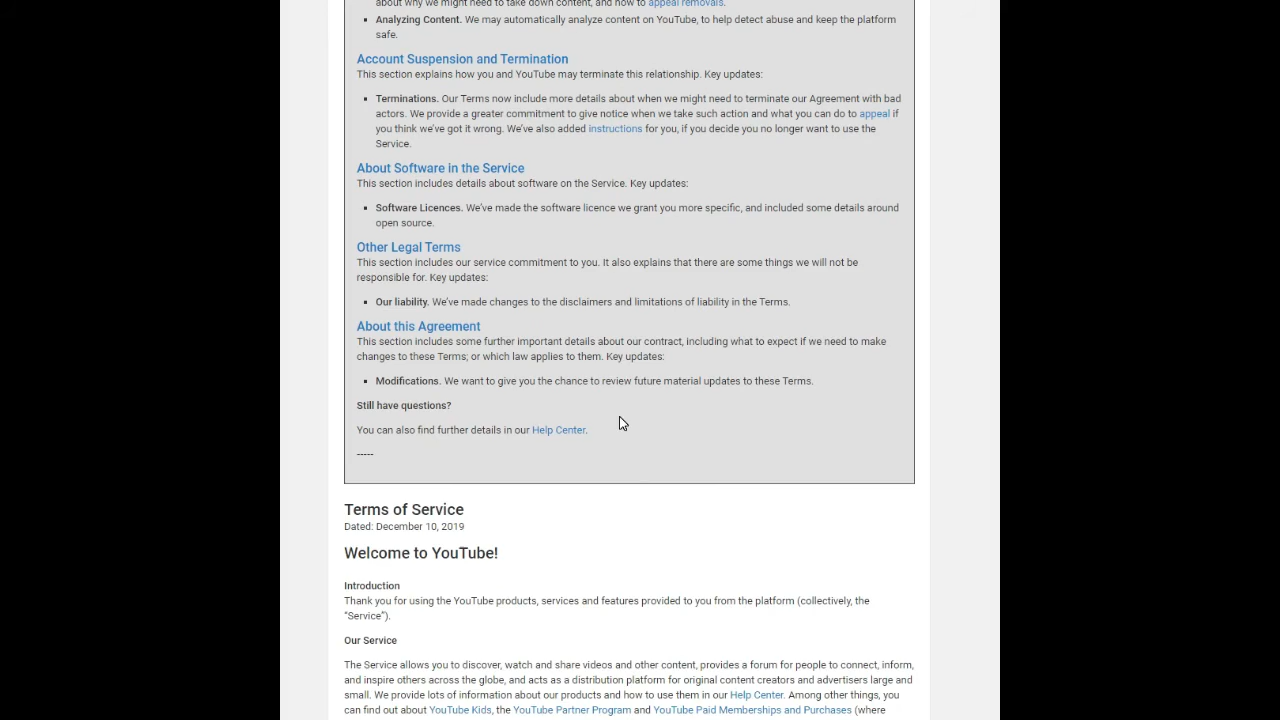 about why we might need to take down content, and how to appeal removals.
▪ Analyzing Content. We may automatically analyze content on YouTube, to help detect abuse and keep the platform
safe.
Account Suspension and Termination
This section explains how you and YouTube may terminate this relationship. Key updates:
▪ Terminations. Our Terms now include more details about when we might need to terminate our Agreement with bad
actors. We provide a greater commitment to give notice when we take such action and what you can do to appeal if
you think we’ve got it wrong. We’ve also added instructions for you, if you decide you no longer want to use the
Service.
About Software in the Service
This section includes details about software on the Service. Key updates:
▪ Software Licences. We’ve made the software licence we grant you more specific, and included some details around
open source.
Other Legal Terms
This section includes our service commitment to you. It also explains that there are some things we will not be
responsible for. Key updates:
▪ Our liability. We’ve made changes to the disclaimers and limitations of liability in the Terms.
About this Agreement
This section includes some further important details about our contract, including what to expect if we need to make
changes to these Terms; or which law applies to them. Key updates:
▪ Modifications. We want to give you the chance to review future material updates to these Terms.
Still have questions?
You can also find further details in our Help Center.
-----
Terms of Service
Dated: December 10, 2019
Welcome to YouTube!
Introduction
Thank you for using the YouTube products, services and features provided to you from the platform (collectively, the
“Service”).
Our Service
The Service allows you to discover, watch and share videos and other content, provides a forum for people to connect, inform,
and inspire others across the globe, and acts as a distribution platform for original content creators and advertisers large and
small. We provide lots of information about our products and how to use them in our Help Center. Among other things, you
can find out about YouTube Kids, the YouTube Partner Program and YouTube Paid Memberships and Purchases (where